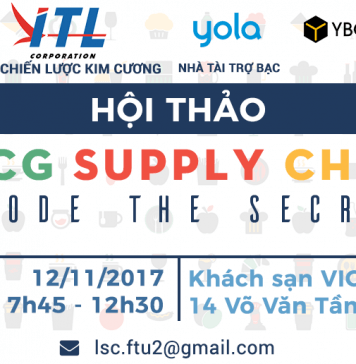 iTL yola YBO
CORPORATION
CHIẾN LƯỢC KIM CƯƠNG NHÀ TÀI TRỢ BẠC
HỘI THẢO
CG SUPPLY CH
ODE THE SECR
12/11/2017 Khách sạn VIC
7h45 - 12h30 14 Võ Văn Tần
lsc.ftu2@gmail.com